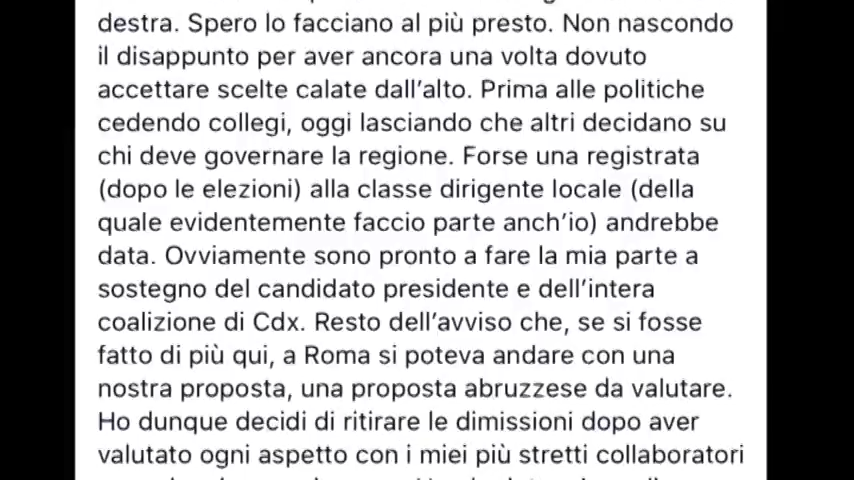 destra. Spero lo facciano al più presto. Non nascondo
il disappunto per aver ancora una volta dovuto
accettare scelte calate dall’alto. Prima alle politiche
cedendo collegi, oggi lasciando che altri decidano su
chi deve governare la regione. Forse una registrata
(dopo le elezioni) alla classe dirigente locale (della
quale evidentemente faccio parte anch’io) andrebbe
data. Ovviamente sono pronto a fare la mia parte a
sostegno del candidato presidente e dell’intera
coalizione di Cdx. Resto dell’avviso che, se si fosse
fatto di più qui, a Roma si poteva andare con una
nostra proposta, una proposta abruzzese da valutare.
Ho dunque decidi di ritirare le dimissioni dopo aver
valutato ogni aspetto con i miei più stretti collaboratori